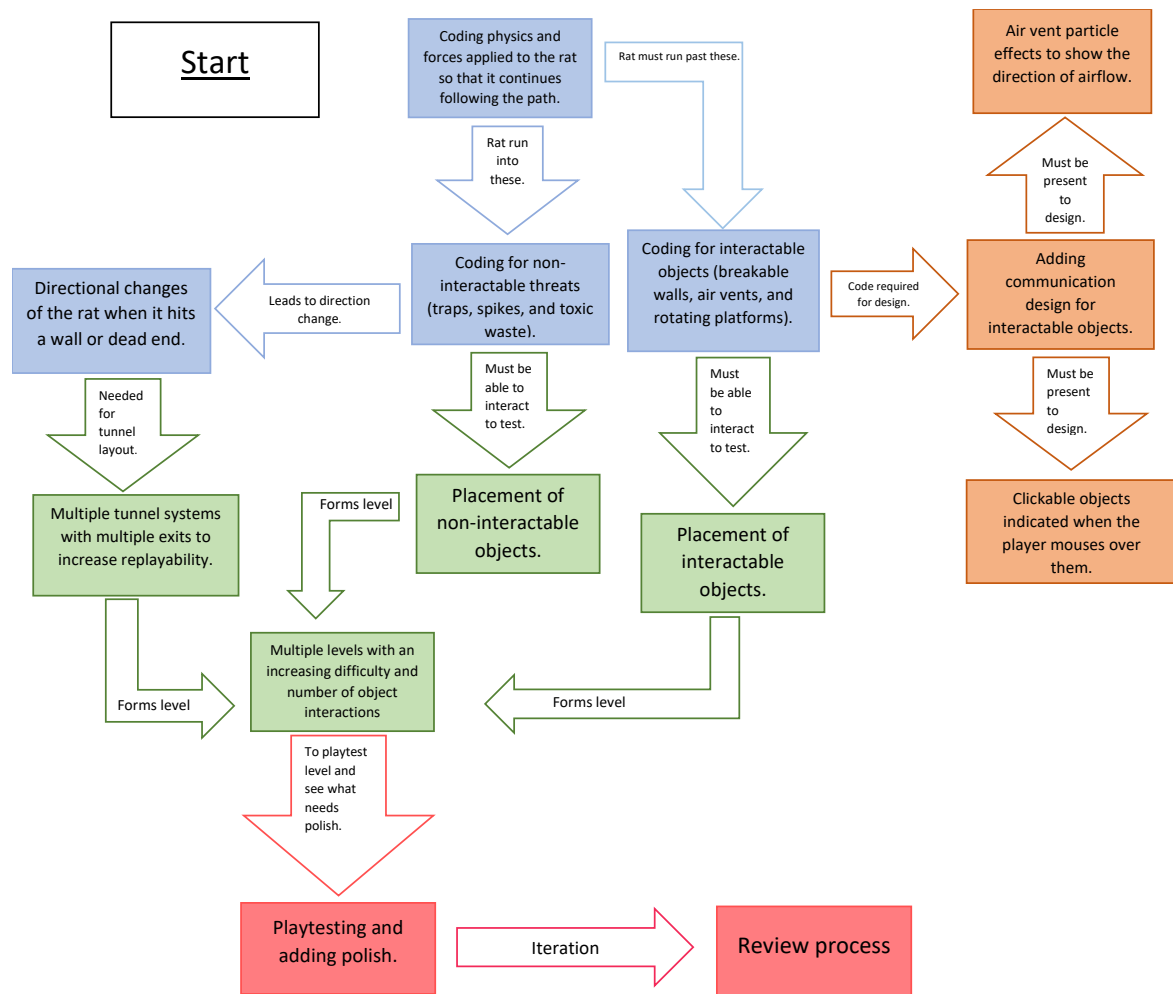 Start
Coding physics and
forces applied to the rat
so that it continues
following the path.
Rat must run past these.
Air vent particle
effects to show the
direction of airflow.
Rat run
into
these.
Must be
present
to
design.
Directional changes
of the rat when it hits
a wall or dead end.
Leads to direction
change.
Coding for non-
interactable threats
(traps, spikes, and toxic
waste).
Coding for interactable
objects (breakable
walls, air vents, and
rotating platforms).
Code required
for design.
Adding
communication
design for
interactable objects.
Needed
for
tunnel
layout.
Must be
able to
interact
to test.
Must
be able
to
interact
to test.
Must be
present
to
design.
Multiple tunnel systems
with multiple exits to
increase replayability.
Forms level
Placement of
non-interactable
objects.
Placement of
interactable
objects.
Clickable objects
indicated when the
player mouses over
them.
Forms level
Multiple levels with an
increasing difficulty and
number of object
interactions
Forms level
To playtest
level and
see what
needs
polish.
Playtesting and
adding polish.
Iteration
Review process